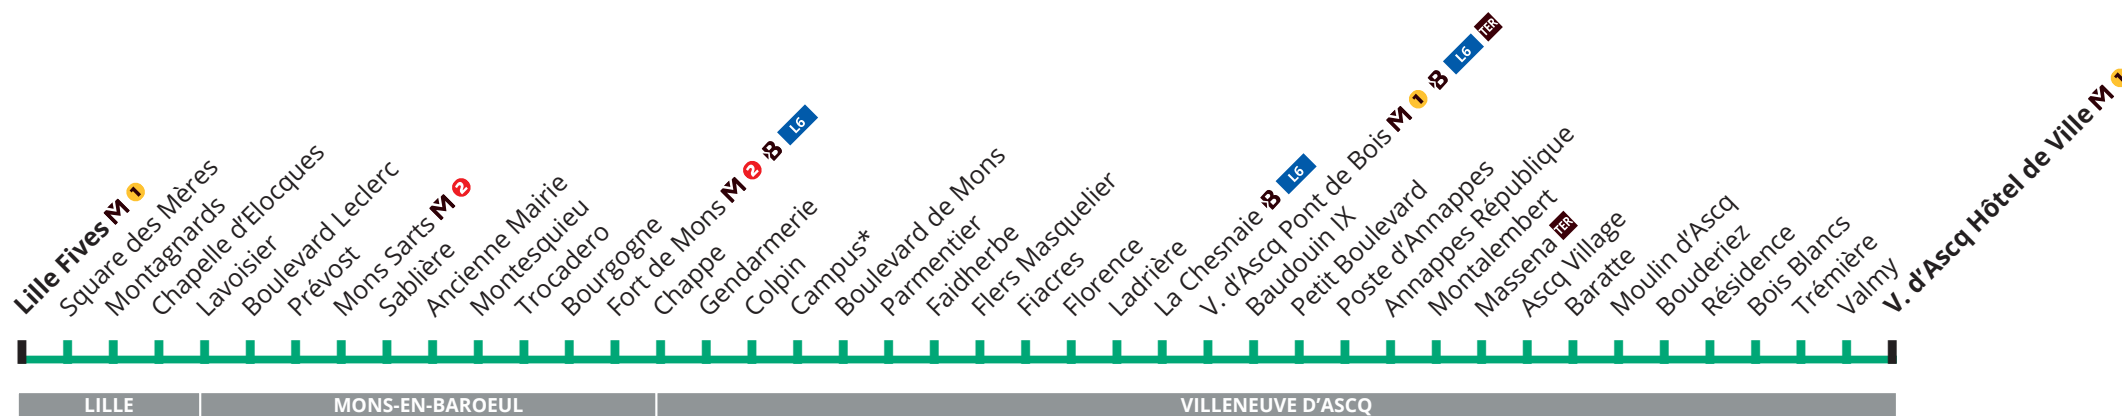 Lille Fives M 1
Square des Mères
Montagnards
Chapelle d'Elocques
Lavoisier
Boulevard Leclerc
Prévost
Mons Sarts M 2
Sablière
Ancienne Mairie
Montesquieu
Trocadero
Bourgogne
Fort de Mons M 2 B L6
Chappe
Gendarmerie
Colpin
Campus*
Boulevard de Mons
Parmentier
Faidherbe
Flers Masquelier
Fiacres
Florence
Ladrière
La Chesnaie B L6
V. d'Ascq Pont de Bois M 1 B L6 TER
Baudouin IX
Petit Boulevard
Poste d'Annappes
Annappes République
Montalembert
Massena TER
Ascq Village
Baratte
Moulin d'Ascq
Bouderiez
Résidence
Bois Blancs
Trémière
Valmy
V. d'Ascq Hôtel de Ville M 1
LILLE
MONS-EN-BAROEUL
VILLENEUVE D'ASCQ